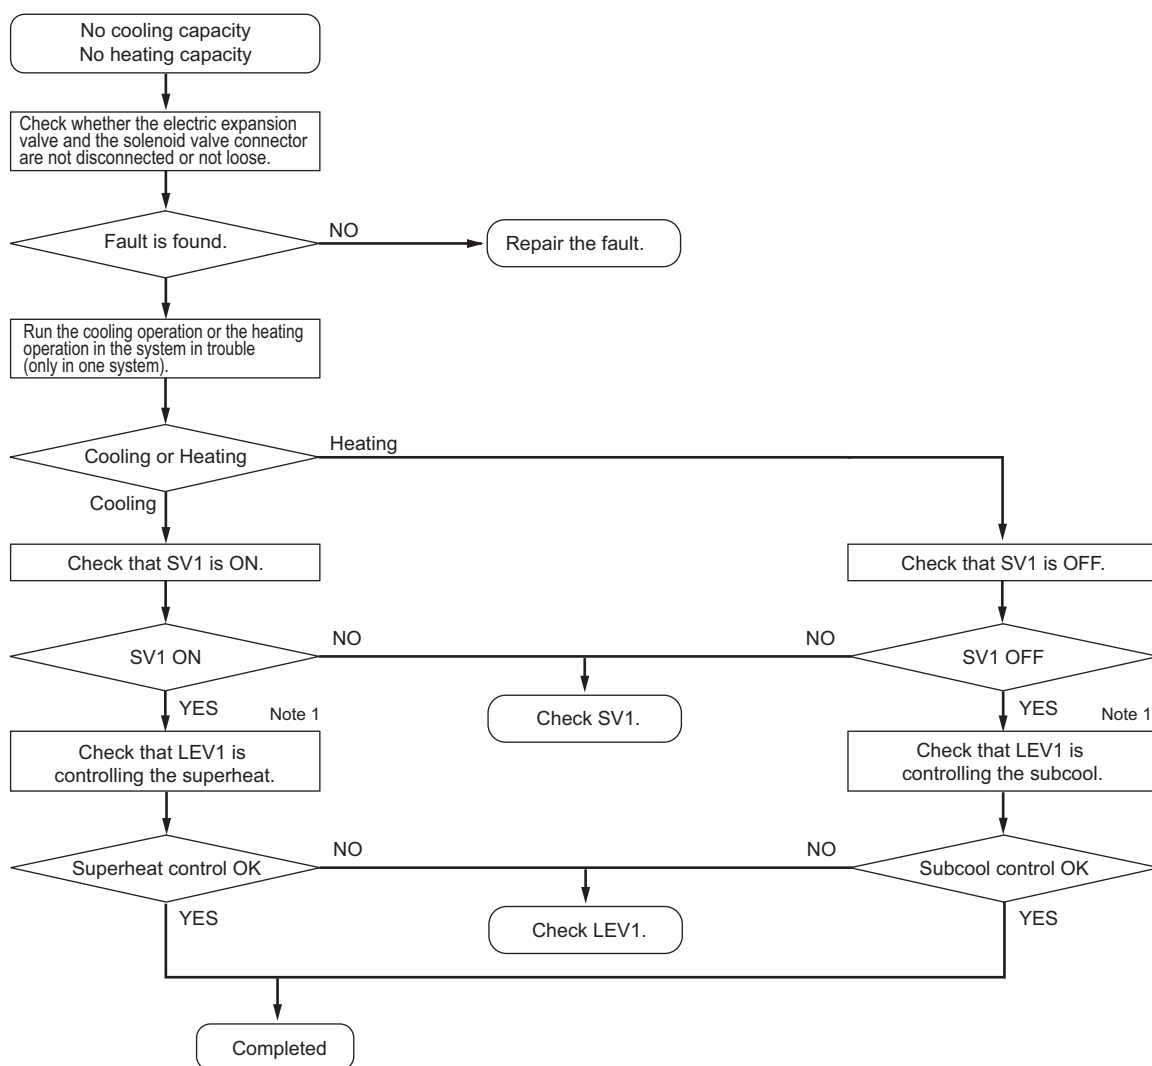 No cooling capacity
No heating capacity
Check whether the electric expansion
valve and the solenoid valve connector
are not disconnected or not loose.
Fault is found.
NO
Repair the fault.
Run the cooling operation or the heating
operation in the system in trouble
(only in one system).
Cooling or Heating
Heating
Cooling
Check that SV1 is ON.
Check that SV1 is OFF.
SV1 ON
NO
NO
SV1 OFF
YES
Note 1
Check SV1.
YES
Note 1
Check that LEV1 is
controlling the superheat.
Check that LEV1 is
controlling the subcool.
Superheat control OK
NO
NO
Subcool control OK
YES
Check LEV1.
YES
Completed